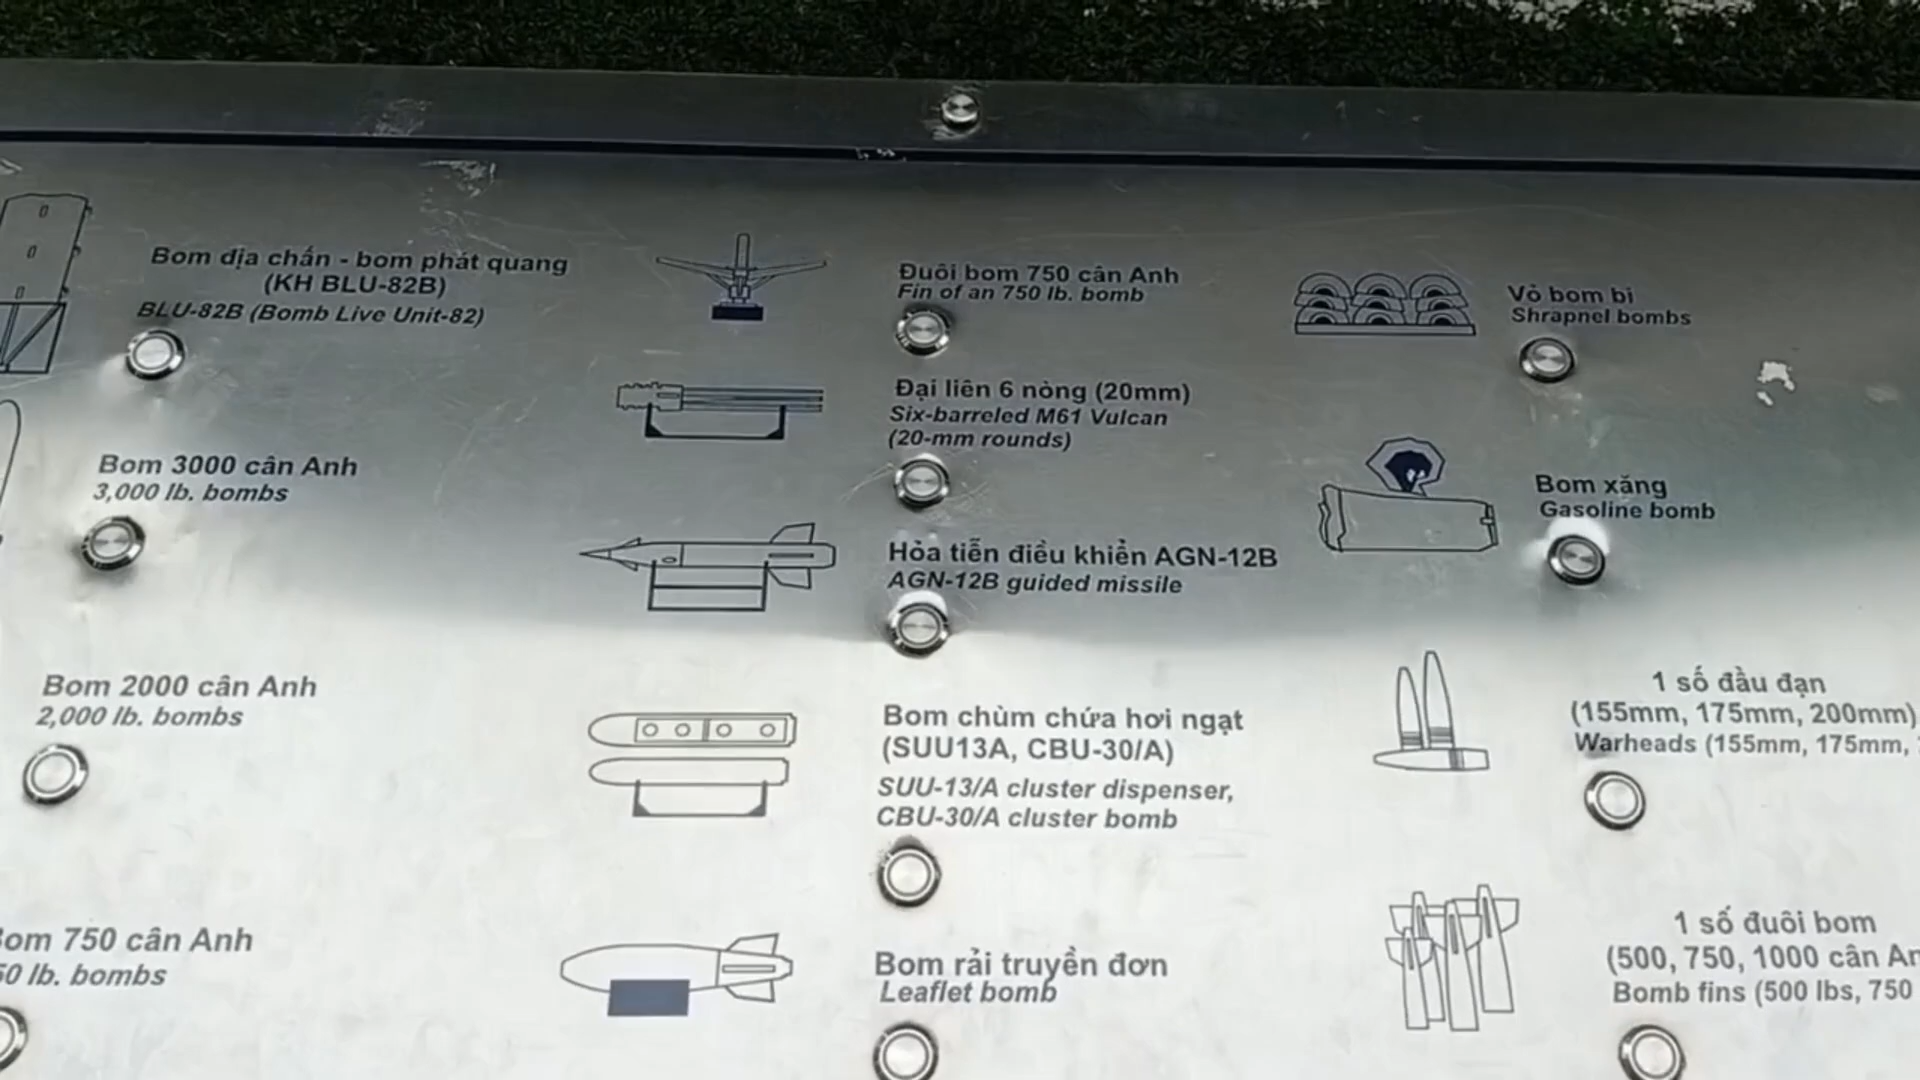 Bom địa chấn - bom phát quang
(KH BLU-82B)
BLU-82B (Bomb Live Unit-82)
Bom 3000 cân Anh
3,000 lb. bombs
Bom 2000 cân Anh
2,000 lb. bombs
750 cân Anh
lb. bombs
Đuôi bom 750 cân Anh
Fin of an 750 lb. bomb
Đại liên 6 nòng (20mm)
Six-barreled M61 Vulcan
(20-mm rounds)
Hỏa tiễn điều khiển AGN-12B
AGN-12B guided missile
Bom chùm chứa hơi ngạt
(SUU13A, CBU-30/A)
SUU-13/A cluster dispenser,
CBU-30/A cluster bomb
Bom rải truyền đơn
Leaflet bomb
Vỏ bom bi
Shrapnel bombs
Bom xăng
Gasoline bomb
1 số đầu đạn
(155mm, 175mm, 200mm)
Warheads (155mm, 175mm,
1 số đuôi bom
(500, 750, 1000 cân
Bomb fins (500 lbs, 750